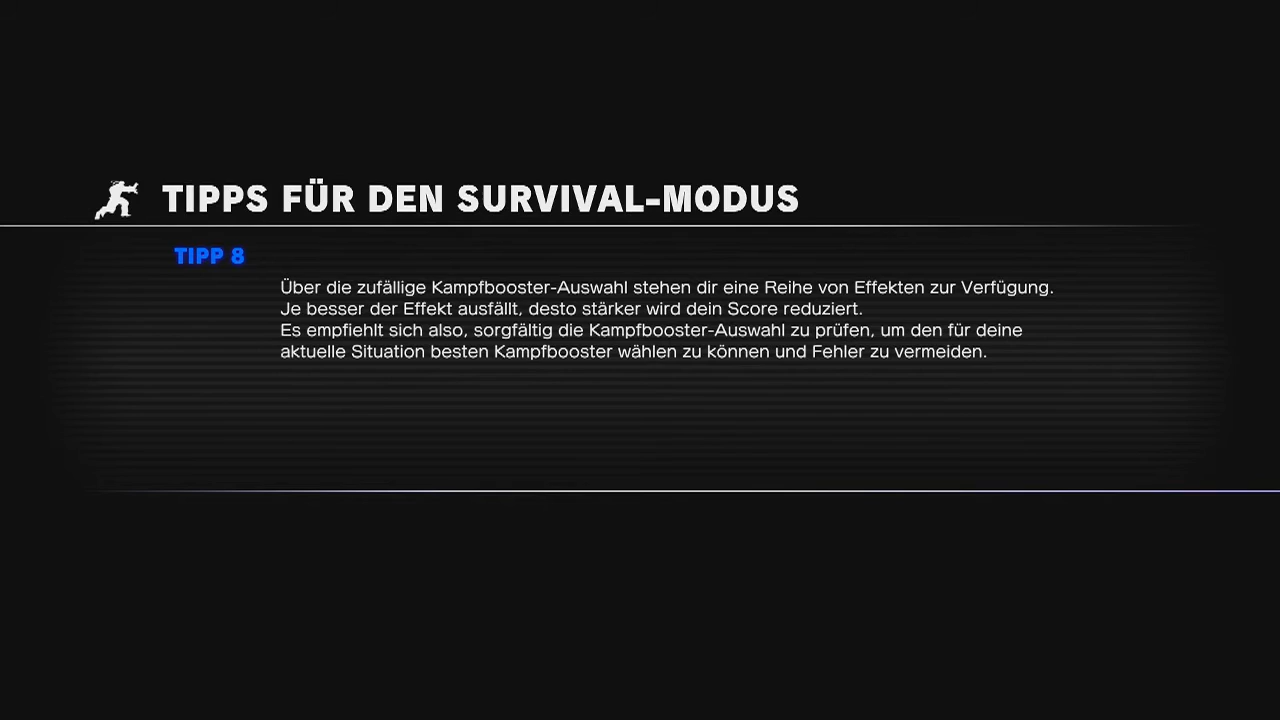 TIPPS FÜR DEN SURVIVAL-MODUS
TIPP 8
Über die zufällige Kampfbooster-Auswahl stehen dir eine Reihe von Effekten zur Verfügung.
Je besser der Effekt ausfällt, desto stärker wird dein Score reduziert.
Es empfiehlt sich also, sorgfältig die Kampfbooster-Auswahl zu prüfen, um den für deine
aktuelle Situation besten Kampfbooster wählen zu können und Fehler zu vermeiden.